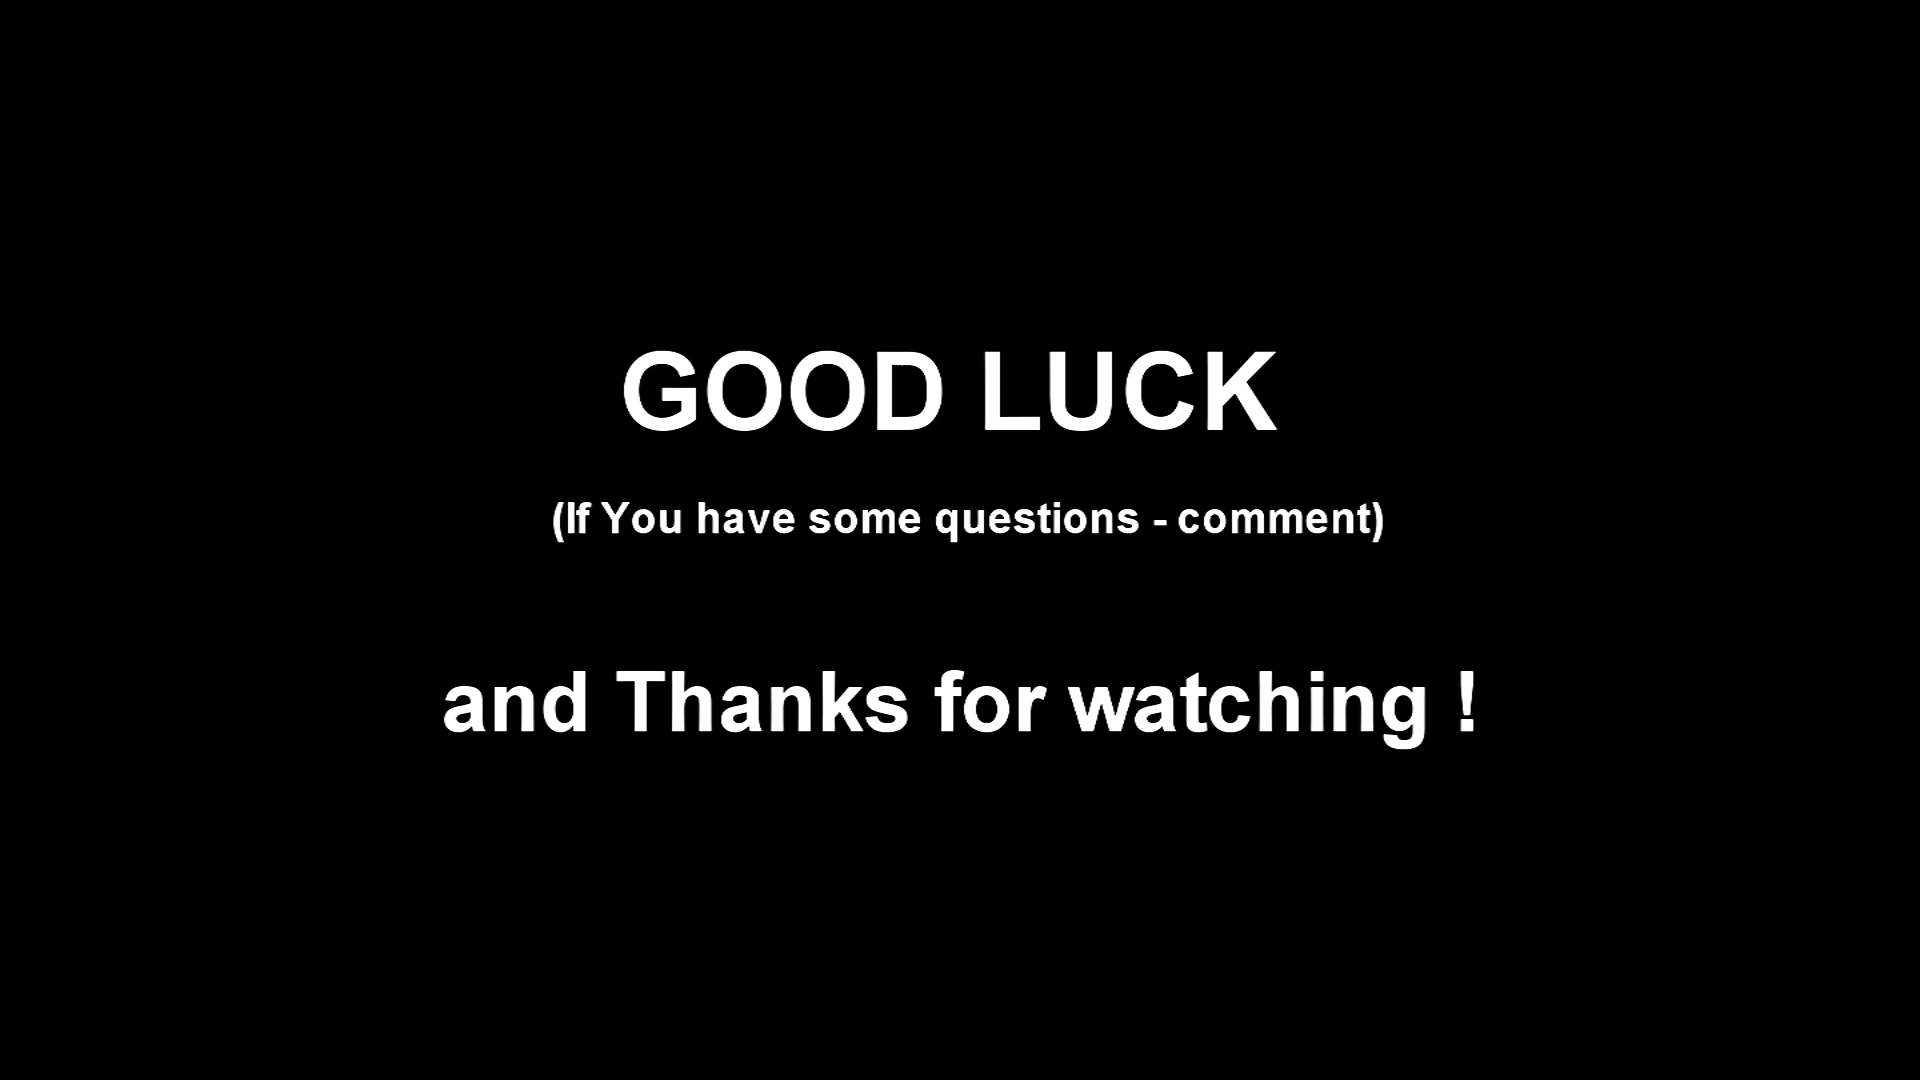 GOOD LUCK
(If You have some questions - comment)
and Thanks for watching !